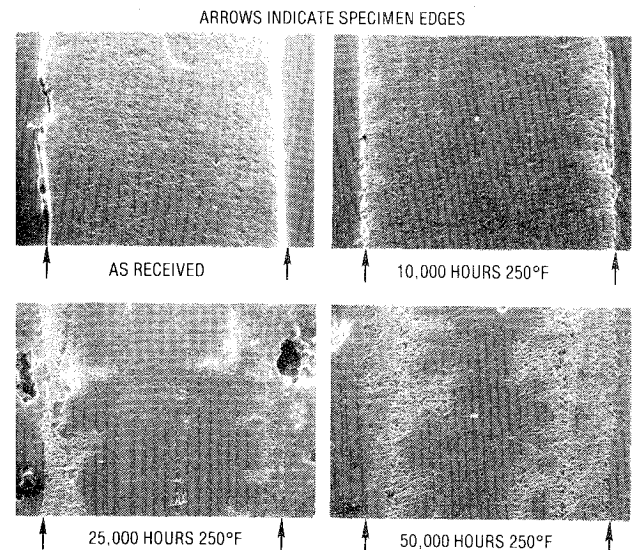 ARROWS INDICATE SPECIMEN EDGES
AS RECEIVED
10,000 HOURS 250°F
25,000 HOURS 250°F
50,000 HOURS 250°F